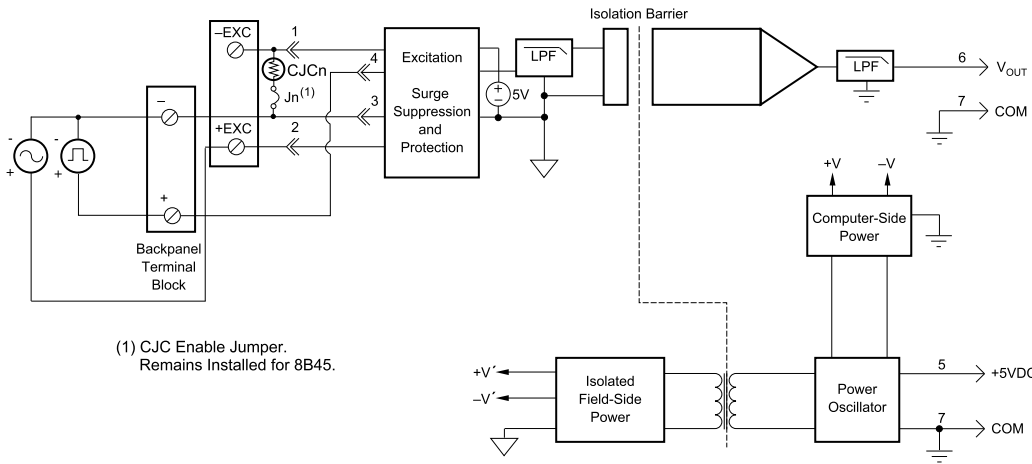 Isolation Barrier
–EXC
1
CJCn
Jn(1)
4
3
+EXC
2
–
+
-
+
-
+
Backpanel
Terminal
Block
Excitation
Surge
Suppression
and
Protection
+
–
5V
LPF
LPF
6
VOUT
7
COM
+V
–V
Computer-Side
Power
(1) CJC Enable Jumper.
Remains Installed for 8B45.
+V´
–V´
Isolated
Field-Side
Power
Power
Oscillator
5
+5VDC
7
COM